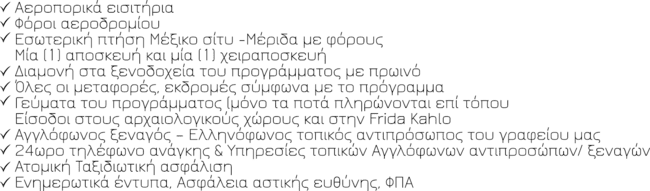 ✓ Αεροπορικά εισιτήρια
✓ Φόροι αεροδρομίου
✓ Εσωτερική πτήση Μέξικο σίτυ -Μέριδα με φόρους
Μία (1) αποσκευή και μία (1) χειραποσκευή
✓ Διαμονή στα ξενοδοχεία του προγράμματος με πρωινό
✓ Όλες οι μεταφορές, εκδρομές σύμφωνα με το πρόγραμμα
✓ Γεύματα του προγράμματος (μόνο τα ποτά πληρώνονται επί τόπου
Είσοδοι στους αρχαιολογικούς χώρους και στην Frida Kahlo
✓ Αγγλόφωνος ξεναγός – Ελληνόφωνος τοπικός αντιπρόσωπος του γραφείου μας
✓ 24ωρο τηλέφωνο ανάγκης & Υπηρεσίες τοπικών Αγγλόφωνων αντιπροσώπων/ ξεναγών
✓ Ατομική Ταξιδιωτική ασφάλιση
✓ Ενημερωτικά έντυπα, Ασφάλεια αστικής ευθύνης, ΦΠΑ